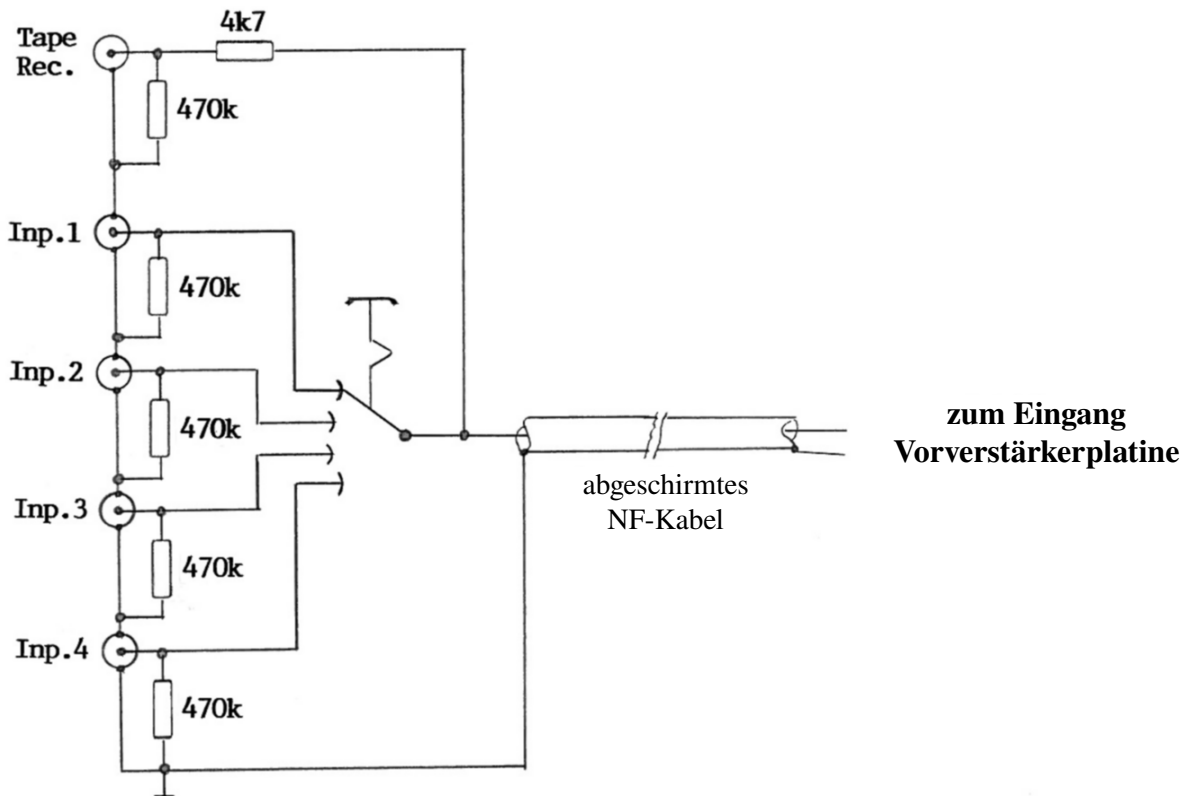 4k7
Tape
Rec.
470k
Inp.1
470k
Inp.2
470k
zum Eingang
Vorverstärkerplatine
abgeschirmtes
NF-Kabel
Inp.3
470k
Inp.4
470k